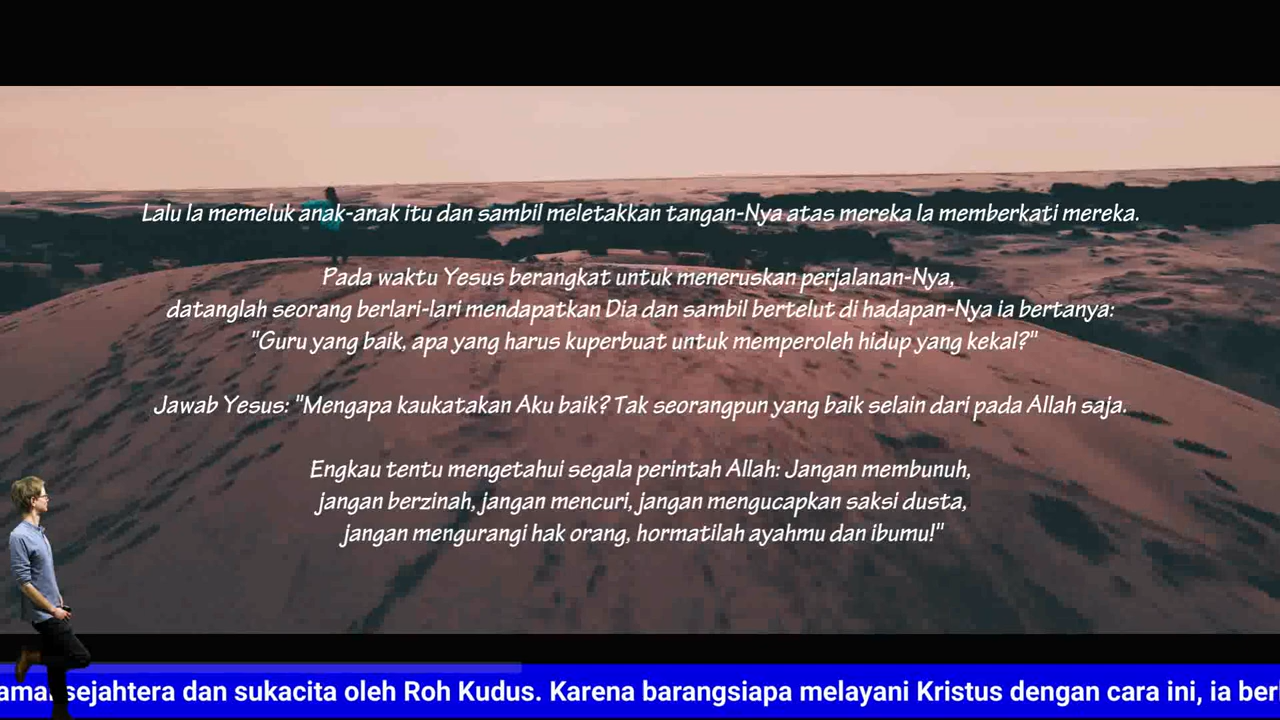 Lalu Ia memeluk anak-anak itu dan sambil meletakkan tangan-Nya atas mereka Ia memberkati mereka.
Pada waktu Yesus berangkat untuk meneruskan perjalanan-Nya,
datanglah seorang berlari-lari mendapatkan Dia dan sambil bertelut di hadapan-Nya ia bertanya:
"Guru yang baik, apa yang harus kuperbuat untuk memperoleh hidup yang kekal?"
Jawab Yesus: "Mengapa kaukatakan Aku baik? Tak seorangpun yang baik selain dari pada Allah saja.
Engkau tentu mengetahui segala perintah Allah: Jangan membunuh,
jangan berzinah, jangan mencuri, jangan mengucapkan saksi dusta,
jangan mengurangi hak orang, hormatilah ayahmu dan ibumu!"
sejahtera dan sukacita oleh Roh Kudus. Karena barangsiapa melayani Kristus dengan cara ini, ia